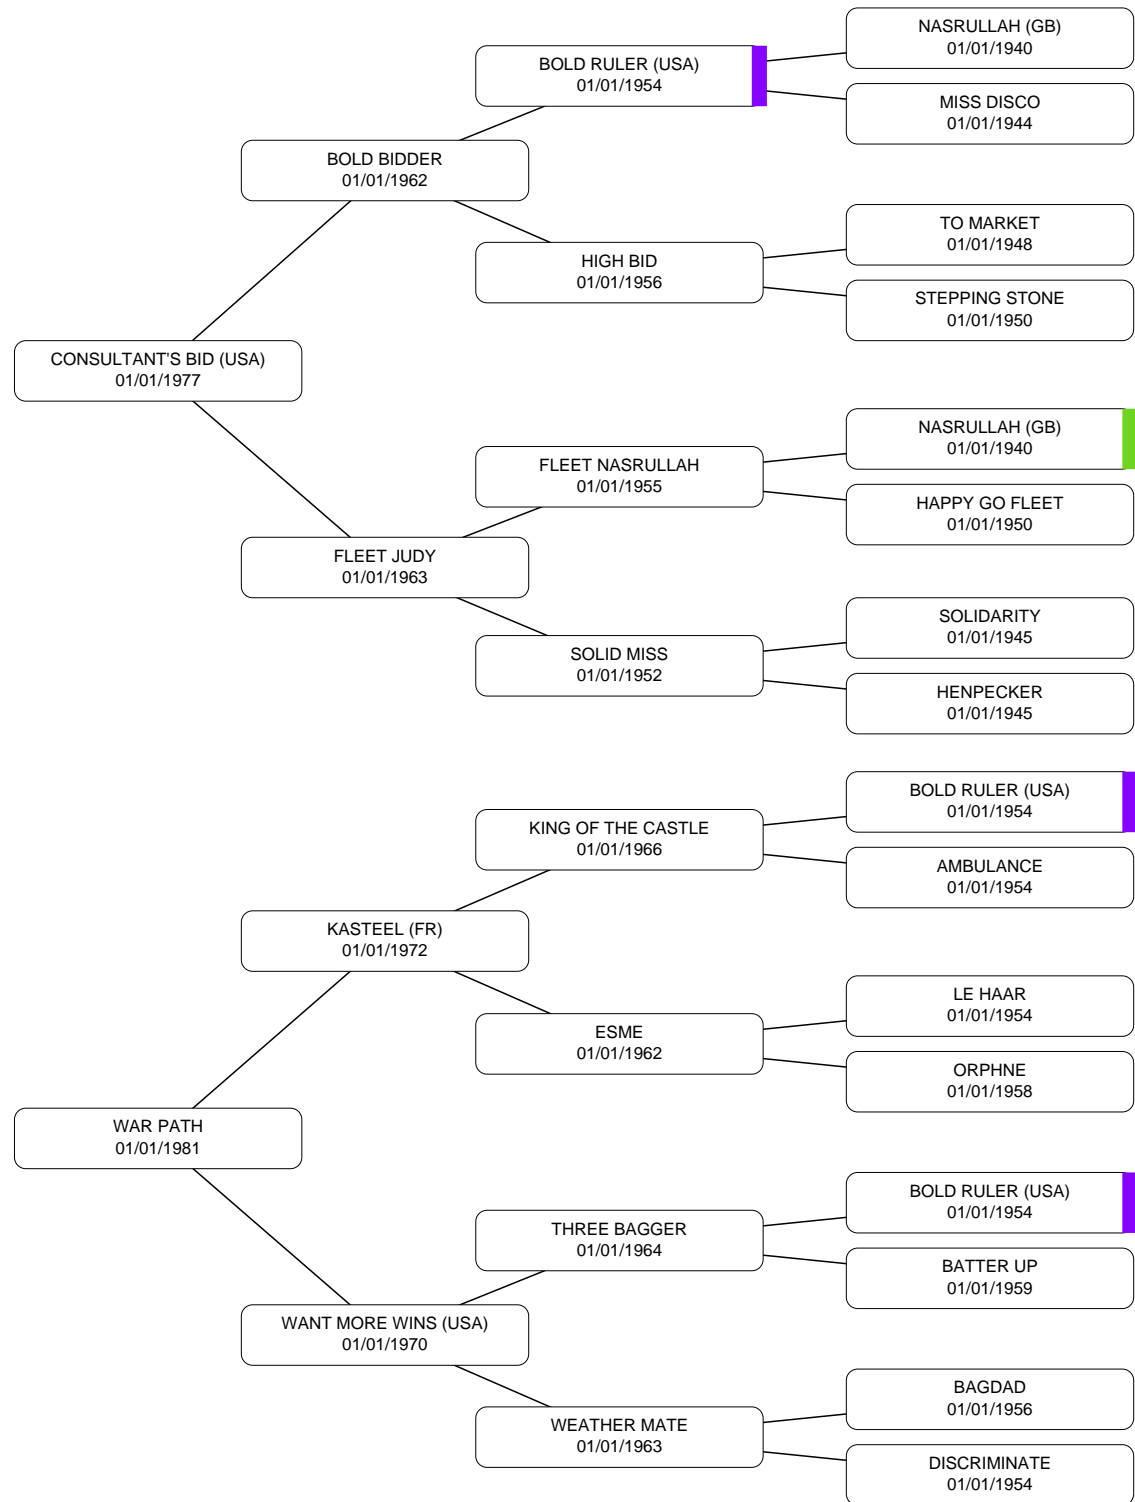 NASRULLAH (GB)
01/01/1940
BOLD RULER (USA)
01/01/1954
MISS DISCO
01/01/1944
BOLD BIDDER
01/01/1962
TO MARKET
01/01/1948
HIGH BID
01/01/1956
STEPPING STONE
01/01/1950
CONSULTANT'S BID (USA)
01/01/1977
NASRULLAH (GB)
01/01/1940
FLEET NASRULLAH
01/01/1955
HAPPY GO FLEET
01/01/1950
FLEET JUDY
01/01/1963
SOLIDARITY
01/01/1945
SOLID MISS
01/01/1952
HENPECKER
01/01/1945
BOLD RULER (USA)
01/01/1954
KING OF THE CASTLE
01/01/1966
AMBULANCE
01/01/1954
KASTEEL (FR)
01/01/1972
LE HAAR
01/01/1954
ESME
01/01/1962
ORPHNE
01/01/1958
WAR PATH
01/01/1981
BOLD RULER (USA)
01/01/1954
THREE BAGGER
01/01/1964
BATTER UP
01/01/1959
WANT MORE WINS (USA)
01/01/1970
BAGDAD
01/01/1956
WEATHER MATE
01/01/1963
DISCRIMINATE
01/01/1954